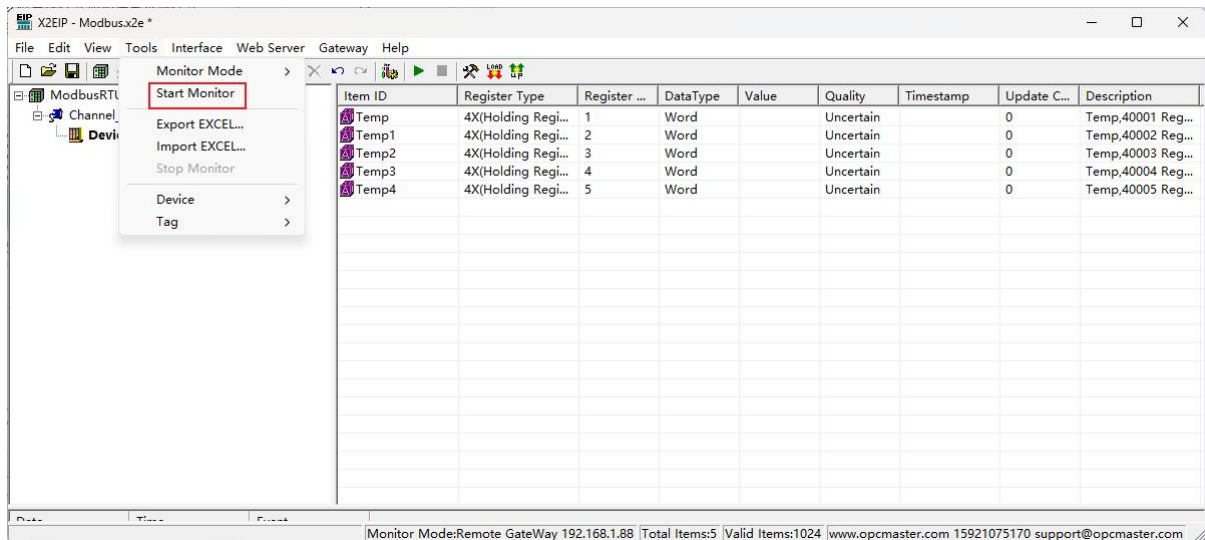 EIP X2EIP - Modbus.x2e *
File Edit View Tools Interface Web Server Gateway Help
LOAD UP
Monitor Mode >
Start Monitor
Export EXCEL...
Import EXCEL...
Stop Monitor
Device >
Tag >
ModbusRTU
Channel_
Devi
Item ID Register Type Register ... DataType Value Quality Timestamp Update C... Description
Temp 4X(Holding Regi... 1 Word Uncertain 0 Temp,40001 Reg...
Temp1 4X(Holding Regi... 2 Word Uncertain 0 Temp,40002 Reg...
Temp2 4X(Holding Regi... 3 Word Uncertain 0 Temp,40003 Reg...
Temp3 4X(Holding Regi... 4 Word Uncertain 0 Temp,40004 Reg...
Temp4 4X(Holding Regi... 5 Word Uncertain 0 Temp,40005 Reg...
Date Time Event
Monitor Mode:Remote GateWay 192.168.1.88 Total Items:5 Valid Items:1024 www.opcmaster.com 15921075170 support@opcmaster.com